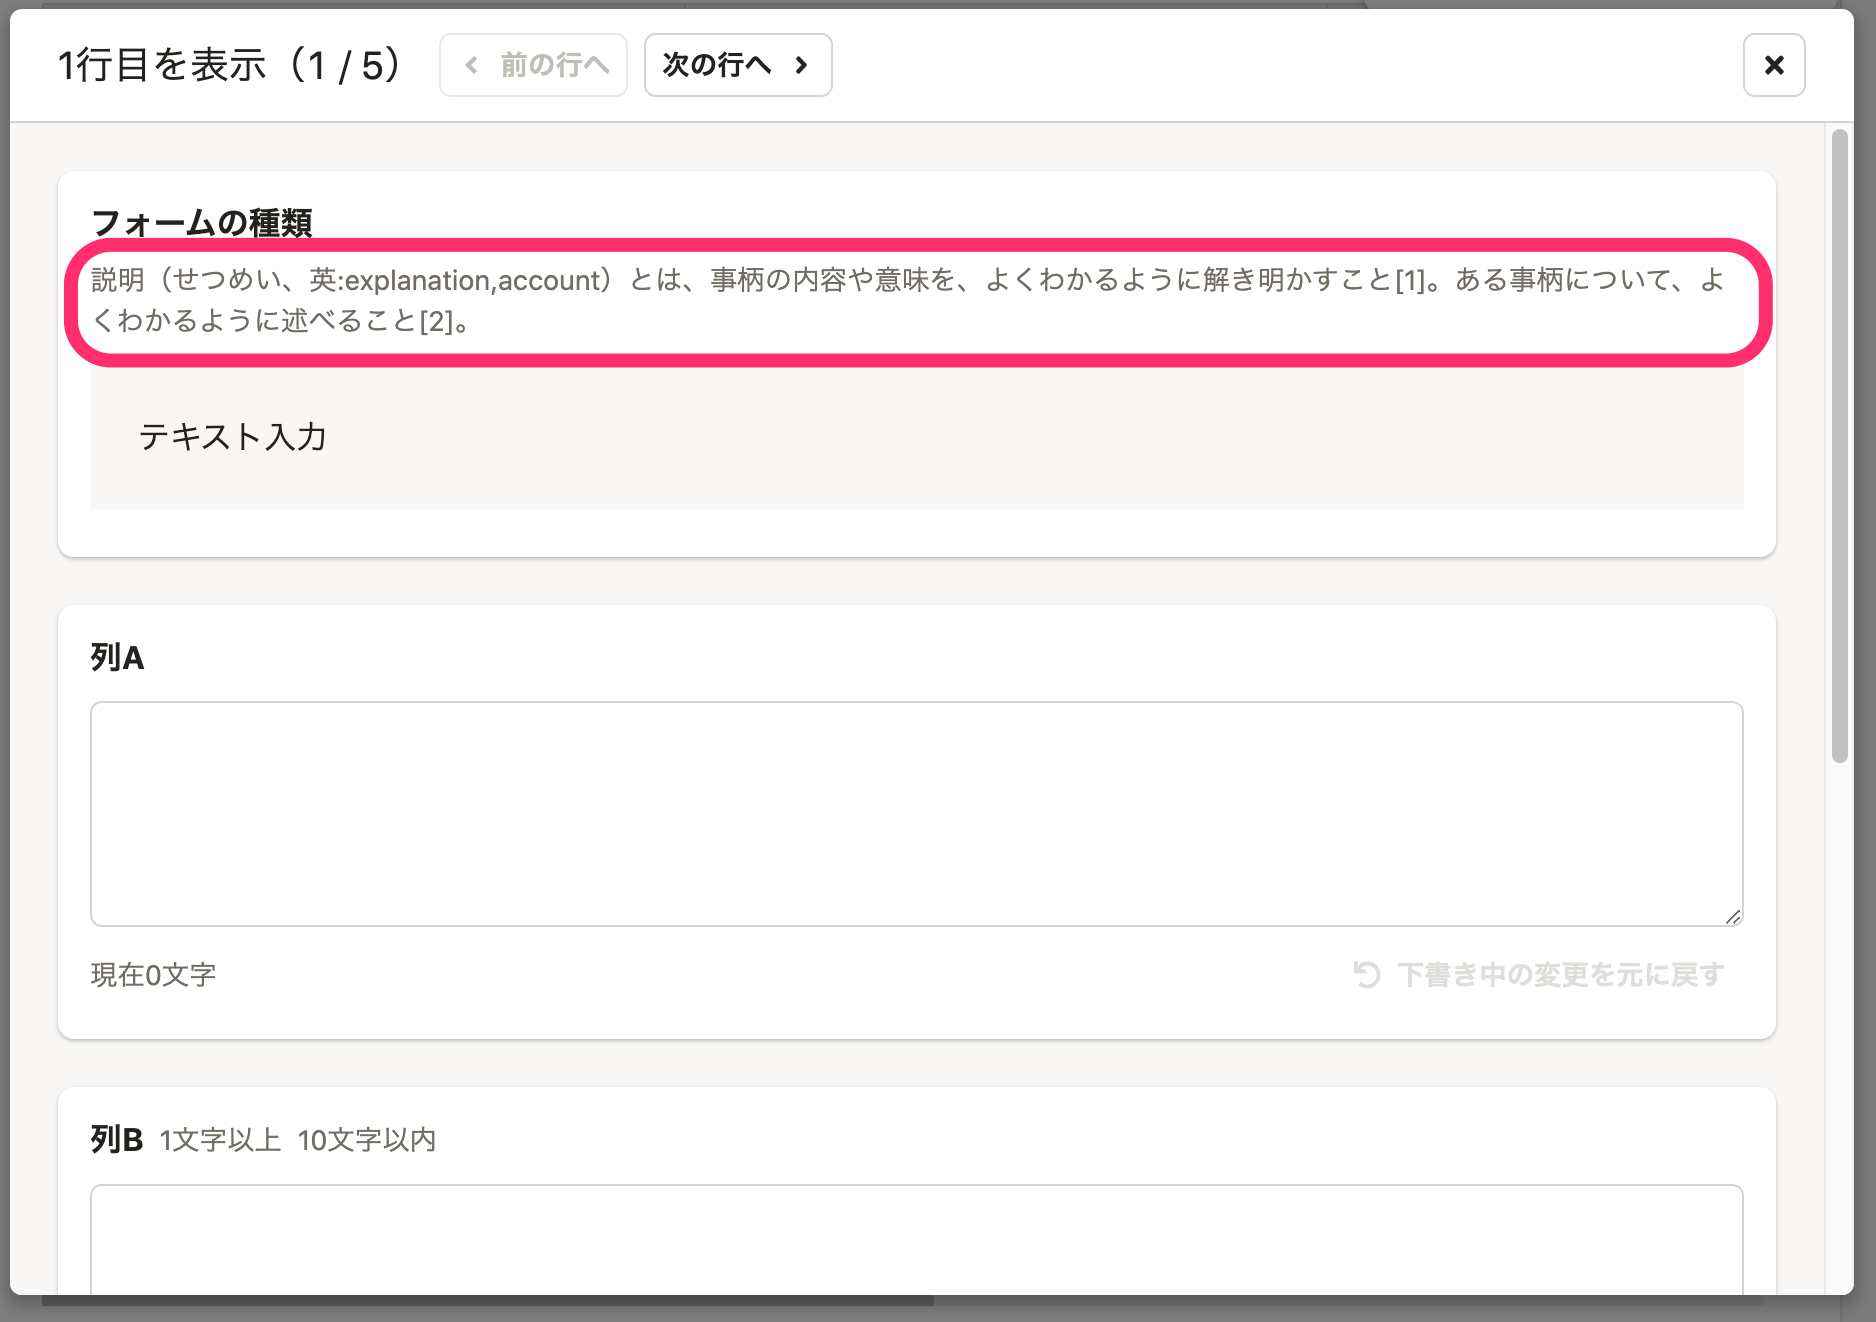 1行目を表示（1 / 5）
前の行へ
次の行へ
フォームの種類
説明（せつめい、英:explanation,account）とは、事柄の内容や意味を、よくわかるように解き明かすこと[1]。ある事柄について、よ
くわかるように述べること[2]。
テキスト入力
列A
現在0文字
下書き中の変更を元に戻す
列B 1文字以上 10文字以内